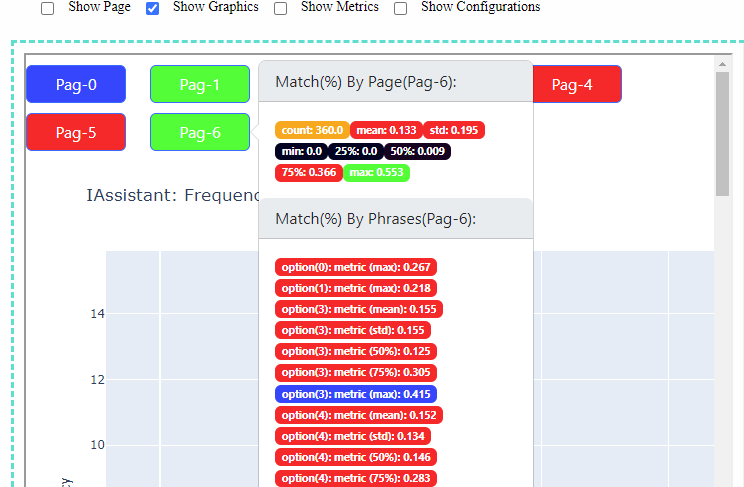 Show Page Show Graphics Show Metrics Show Configurations
Pag-0 Pag-1 Match(%) By Page(Pag-6): Pag-4
Pag-5 Pag-6 count: 360.0 mean: 0.133 std: 0.195
min: 0.0 25%: 0.0 50%: 0.009
75%: 0.366 max: 0.553
IAssistant: Frequenc
Match(%) By Phrases(Pag-6):
option(0): metric (max): 0.267
option(1): metric (max): 0.218
option(3): metric (mean): 0.155
option(3): metric (std): 0.155
option(3): metric (50%): 0.125
option(3): metric (75%): 0.305
option(3): metric (max): 0.415
option(4): metric (mean): 0.152
option(4): metric (std): 0.134
option(4): metric (50%): 0.146
option(4): metric (75%): 0.283
14
12
10
cy